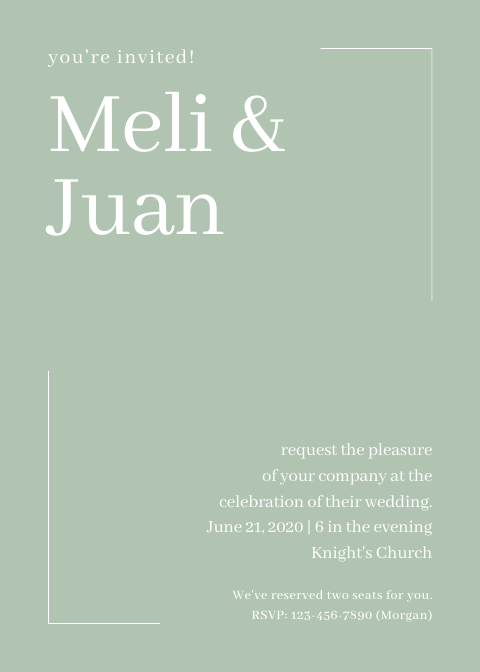 you're invited!
Meli &
Juan
request the pleasure
of your company at the
celebration of their wedding.
June 21, 2020 | 6 in the evening
Knight's Church
We've reserved two seats for you.
RSVP: 123-456-7890 (Morgan)